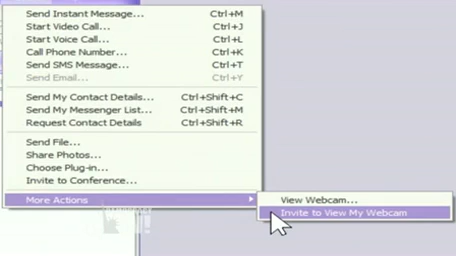 Send Instant Message... Ctrl+M
Start Video Call...
Start Voice Call... Ctrl+J
Ctrl+L
Call Phone Number... Ctrl+K
Send SMS Message... Ctrl+T
Send Email... Ctrl+Y
Send My Contact Details... Ctrl+Shift+C
Send My Messenger List... Ctrl+Shift+M
Request Contact Details Ctrl+Shift+R
Send File...
Share Photos...
Choose Plug-in...
Invite to Conference...
More Actions
View Webcam...
Invite to View My Webcam